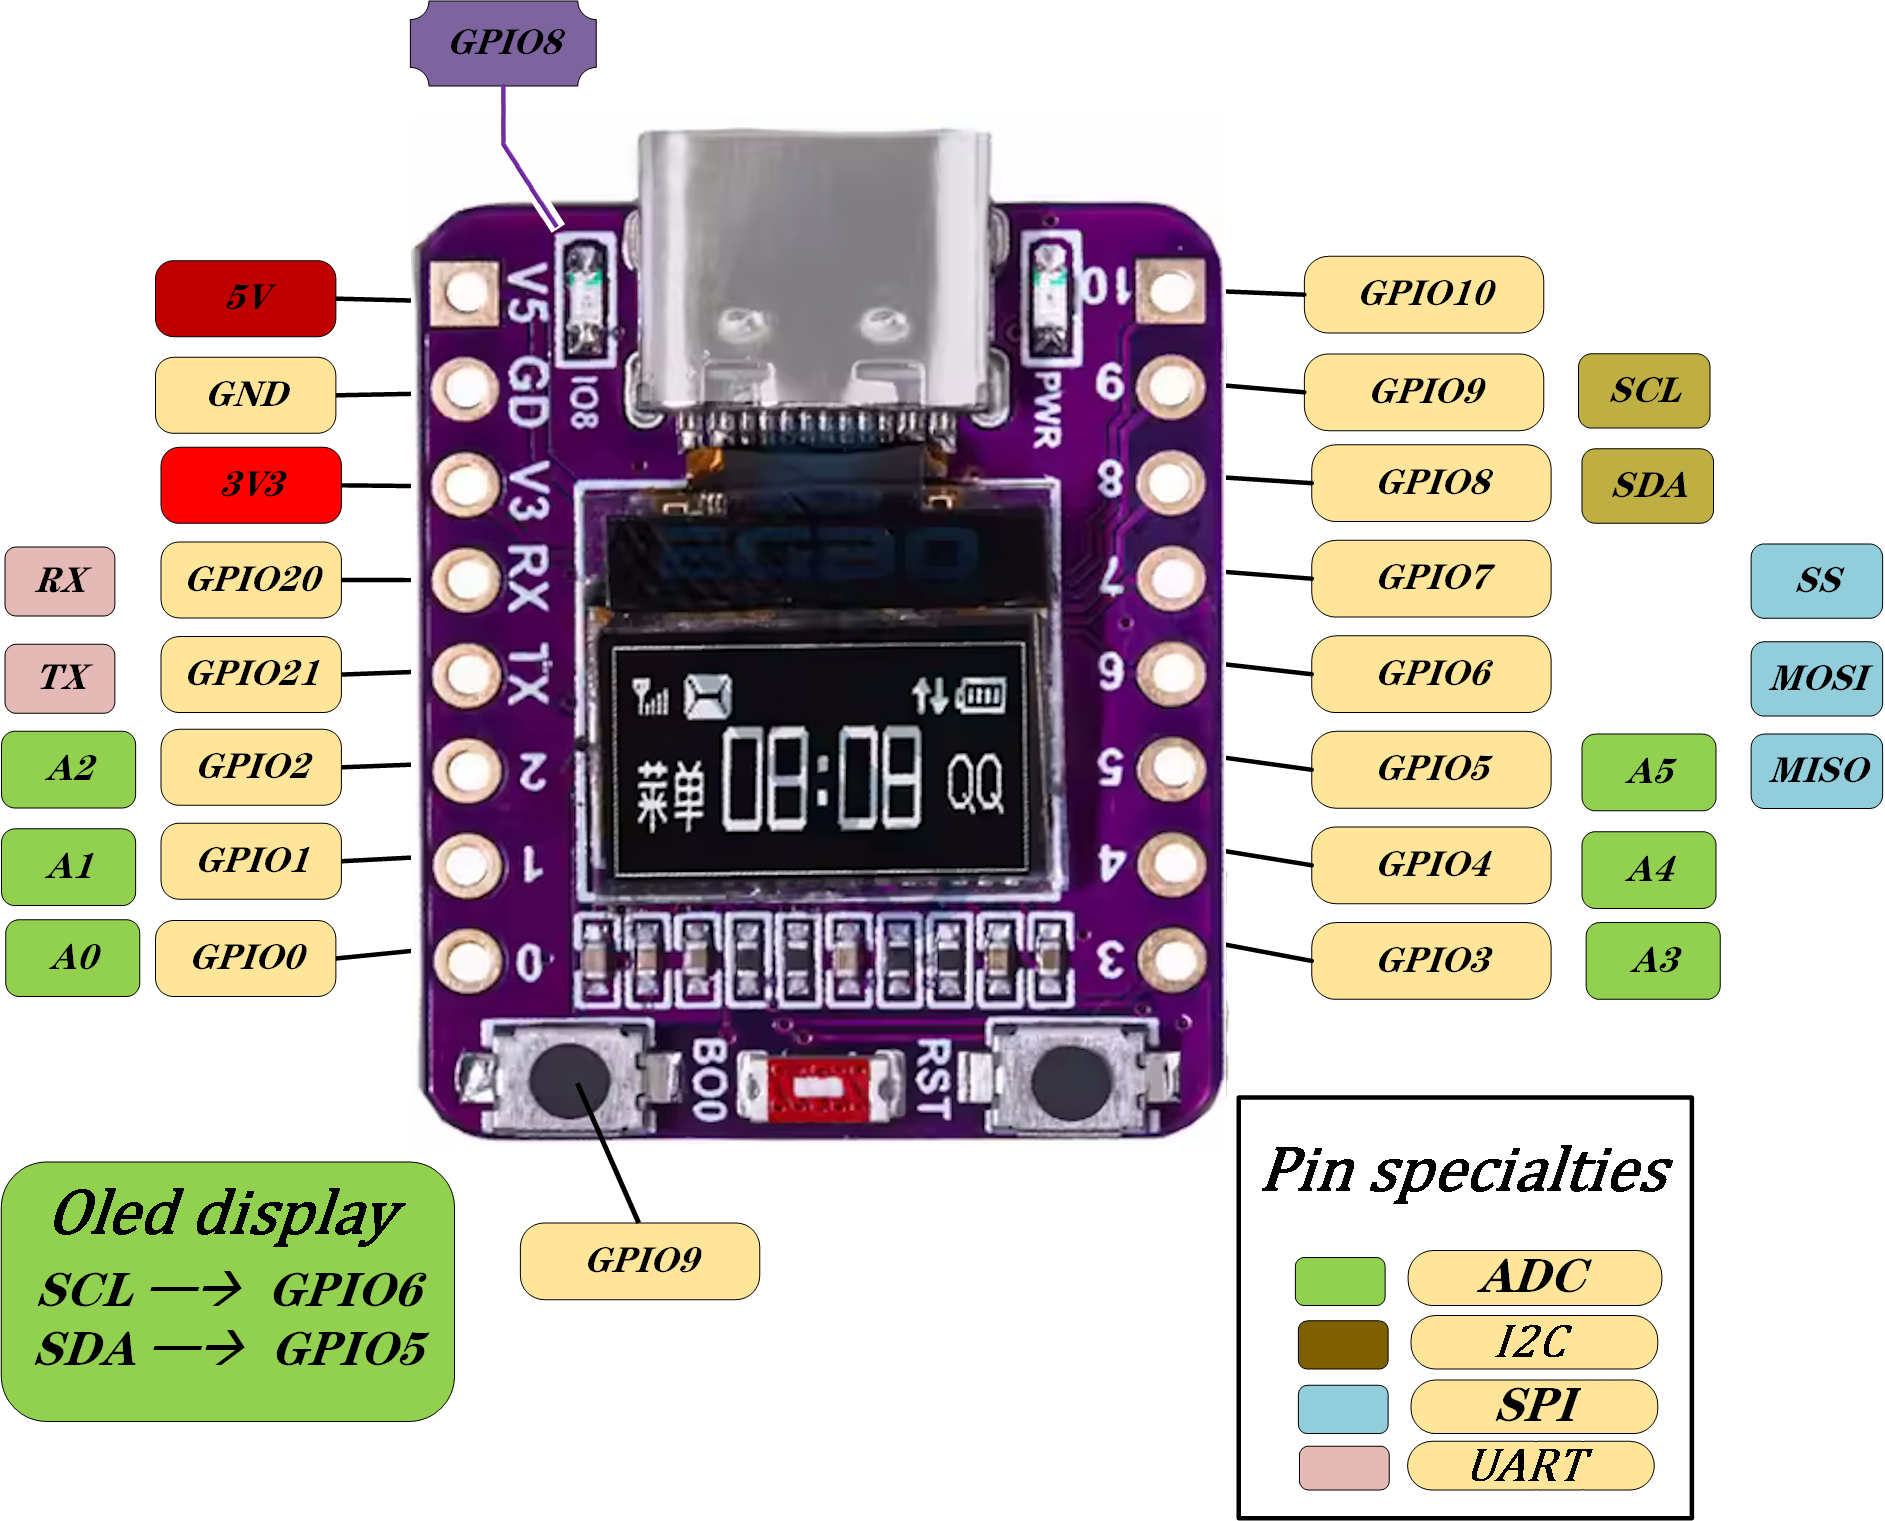 GPIO8
5V
GND
3V3
RX GPIO20
TX GPIO21
A2 GPIO2
A1 GPIO1
A0 GPIO0
V5
GD
V3
RX
TX
2
1
0
IO8
PWR
10
9
8
7
6
5
4
3
菜单 08:08 QQ
BO0
RST
GPIO10
GPIO9 SCL
GPIO8 SDA
GPIO7 SS
GPIO6 MOSI
GPIO5 A5 MISO
GPIO4 A4
GPIO3 A3
GPIO9
Oled display
SCL → GPIO6
SDA → GPIO5
Pin specialties
ADC
I2C
SPI
UART